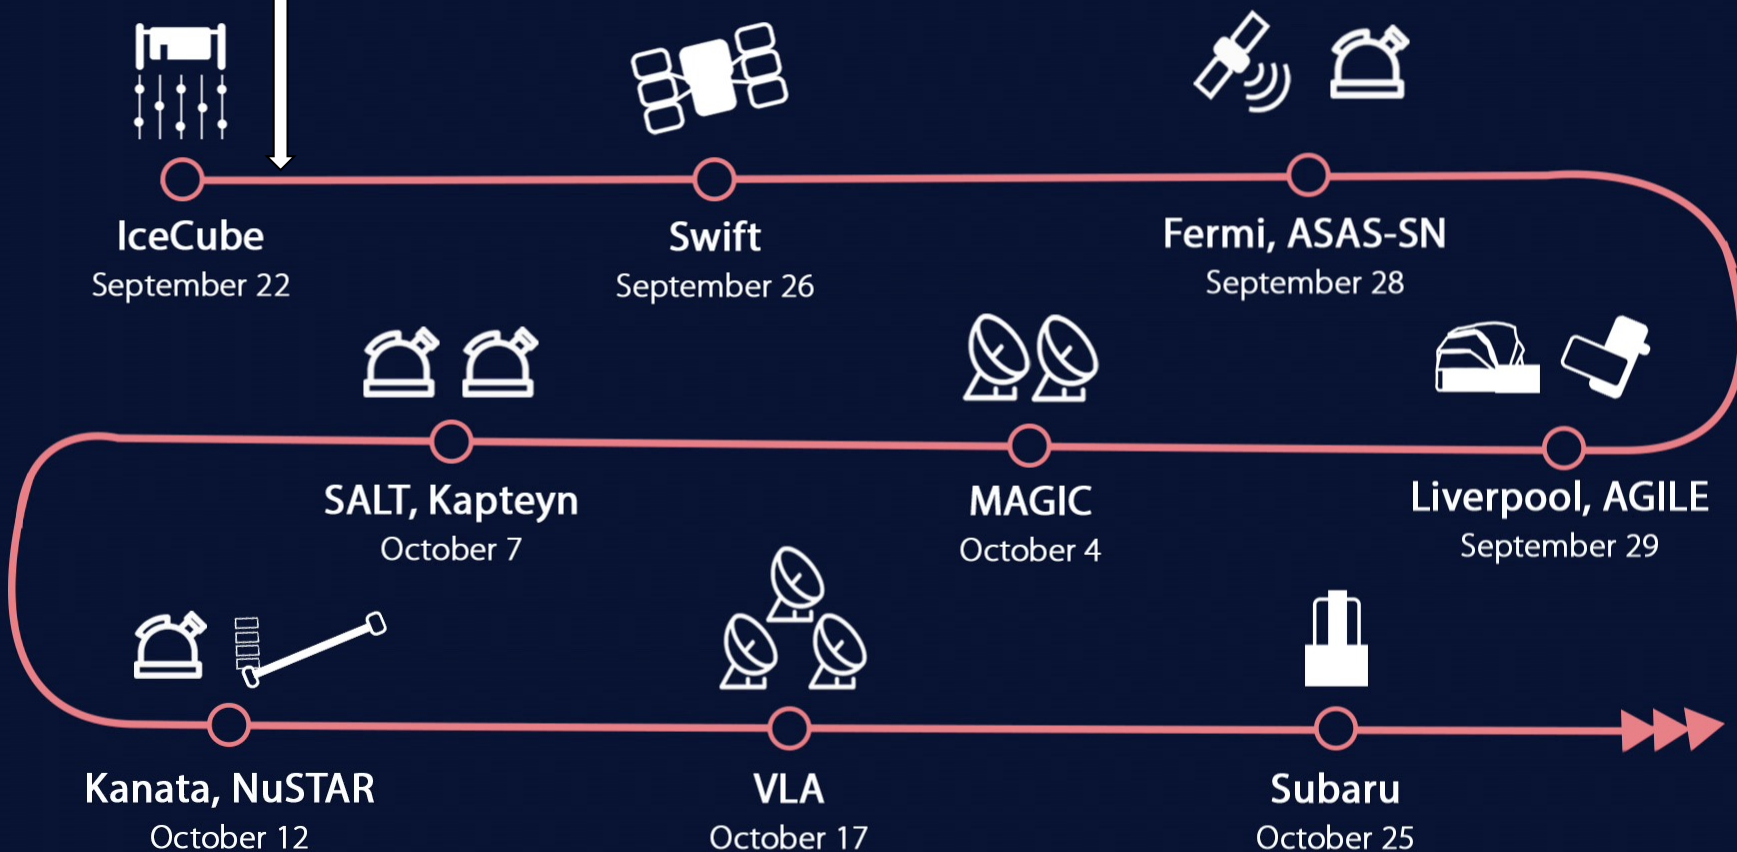 IceCube
September 22
Swift
September 26
Fermi, ASAS-SN
September 28
Liverpool, AGILE
September 29
MAGIC
October 4
SALT, Kapteyn
October 7
Kanata, NuSTAR
October 12
VLA
October 17
Subaru
October 25